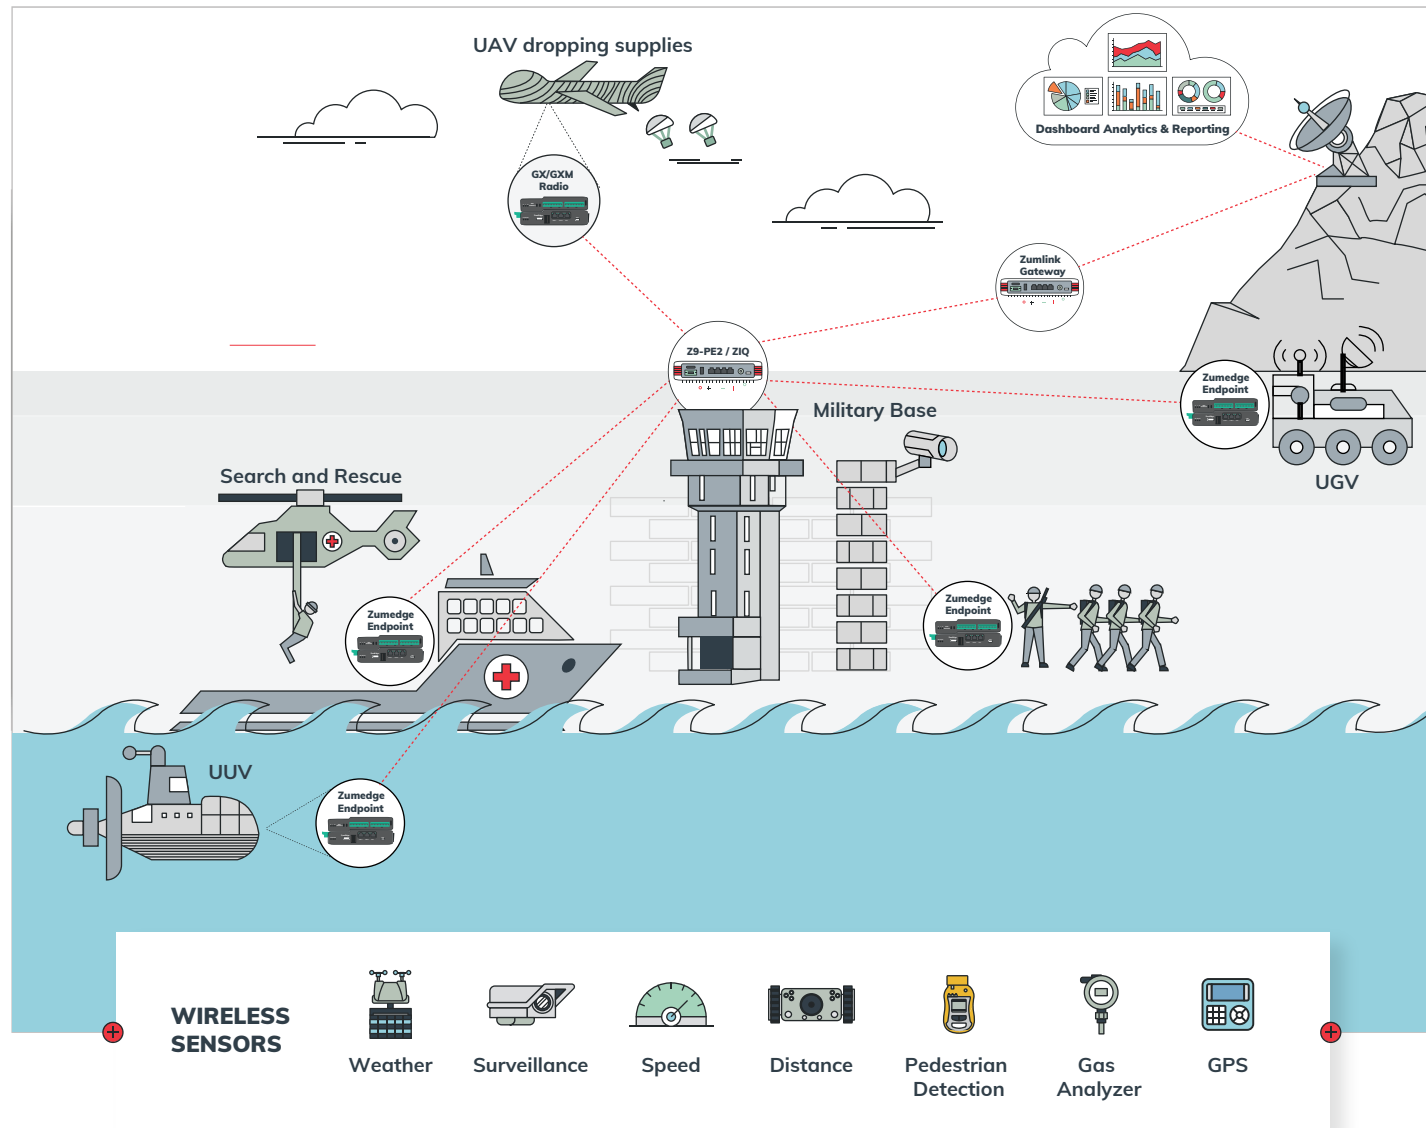 UAV dropping supplies
Dashboard Analytics & Reporting
GX/GXM
Radio
Zumlink
Gateway
Z9-PE2 / ZIQ
Military Base
Zumedge
Endpoint
UGV
Search and Rescue
Zumedge
Endpoint
Zumedge
Endpoint
UUV
Zumedge
Endpoint
WIRELESS
SENSORS
Weather
Surveillance
Speed
Distance
Pedestrian
Detection
Gas
Analyzer
GPS